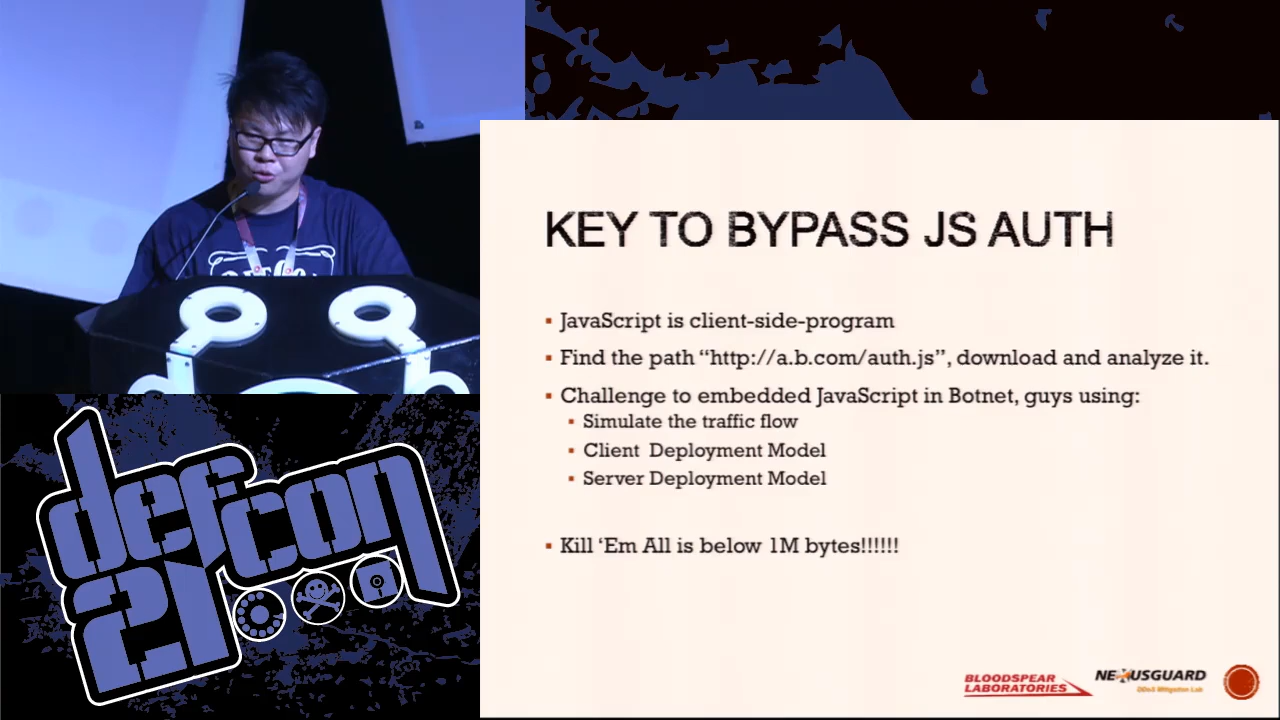 KEY TO BYPASS JS AUTH
▪ JavaScript is client-side-program
▪ Find the path “http://a.b.com/auth.js”, download and analyze it.
▪ Challenge to embedded JavaScript in Botnet, guys using:
▪ Simulate the traffic flow
▪ Client Deployment Model
▪ Server Deployment Model
▪ Kill ‘Em All is below 1M bytes!!!!!!
defcon
21
BLOODSPEAR
LABORATORIES
NEXUSGUARD
DDoS Mitigation Lab